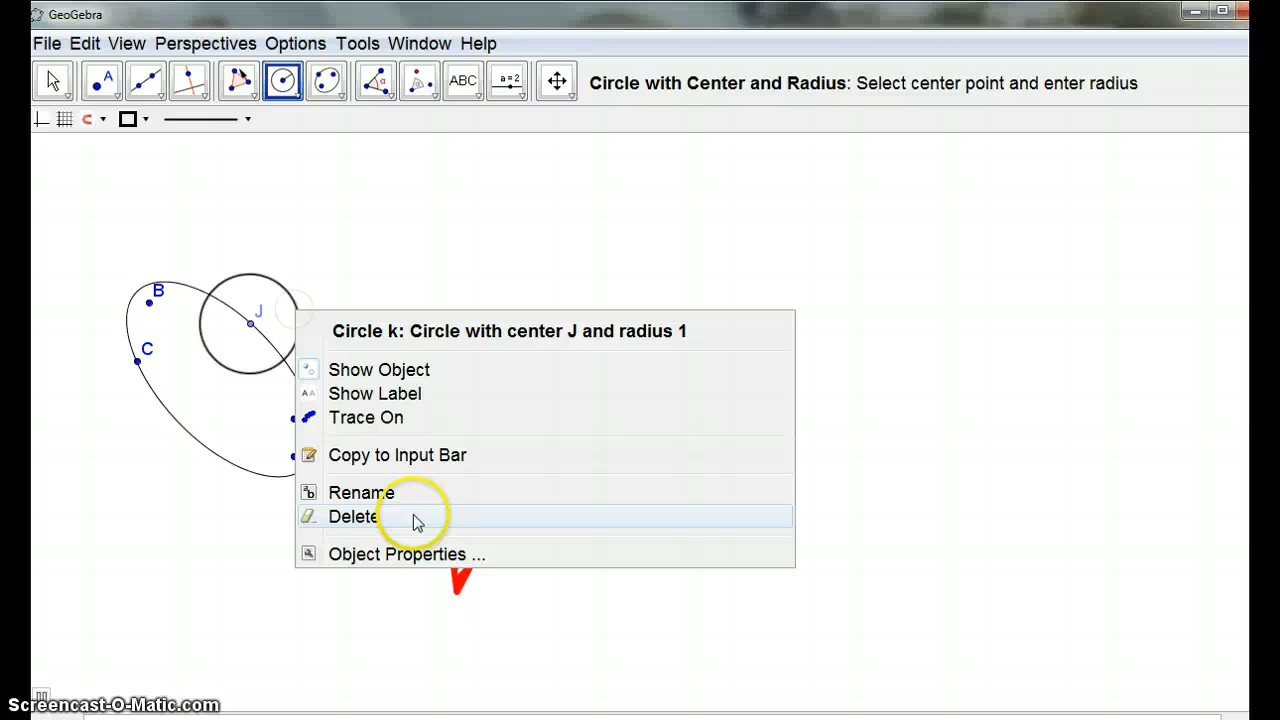 GeoGebra
File Edit View Perspectives Options Tools Window Help
A ABC a=2 Circle with Center and Radius: Select center point and enter radius
B
J
C
Circle k: Circle with center J and radius 1
Show Object
AA Show Label
Trace On
Copy to Input Bar
ab Rename
Delete
Object Properties ...
Screencast-O-Matic.com